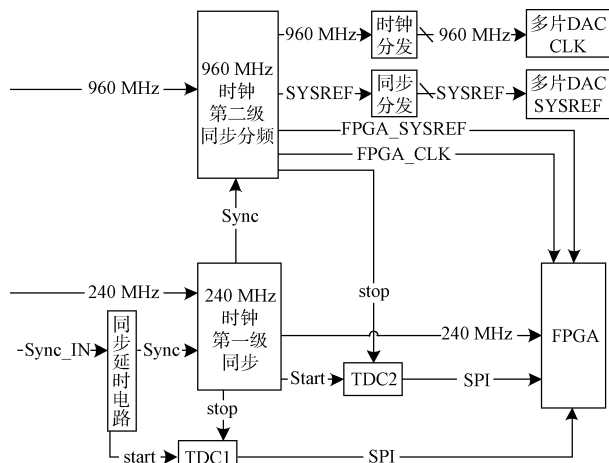 960 MHz
960 MHz
时钟
第二级
同步分频
960 MHz
时钟
分发
960 MHz
多片DAC
CLK
SYSREF
同步
分发
SYSREF
多片DAC
SYSREF
FPGA_SYSREF
FPGA_CLK
Sync
stop
240 MHz
240 MHz
时钟
第一级
同步
240 MHz
FPGA
Sync_IN
同步延时电路
Sync
Start
TDC2
SPI
stop
start
TDC1
SPI